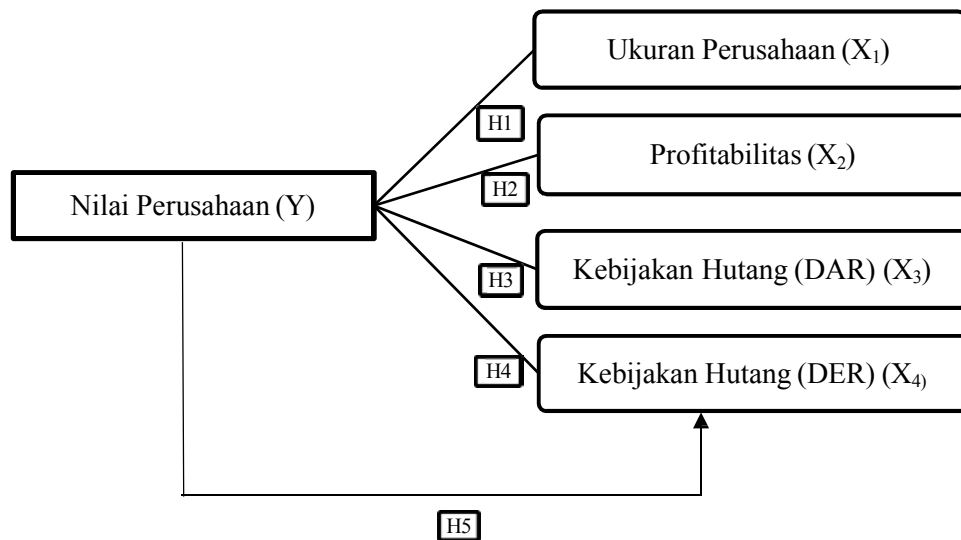 Ukuran Perusahaan (X₁)
H1
Profitabilitas (X₂)
H2
Nilai Perusahaan (Y)
Kebijakan Hutang (DAR) (X₃)
H3
Kebijakan Hutang (DER) (X₄)
H4
H5